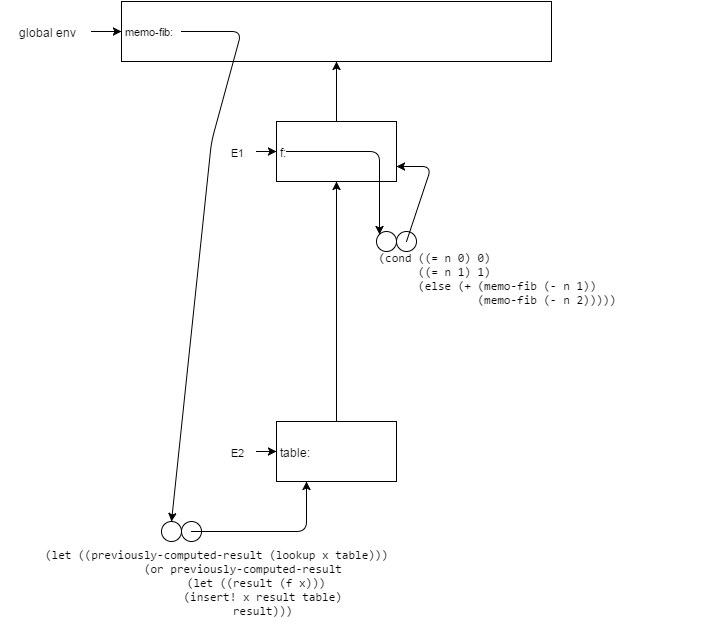 global env
memo-fib:
E1
f:
(cond ((= n 0) 0)
((= n 1) 1)
(else (+ (memo-fib (- n 1))
(memo-fib (- n 2)))))
E2
table:
(let ((previously-computed-result (lookup x table)))
(or previously-computed-result
(let ((result (f x)))
(insert! x result table)
result)))